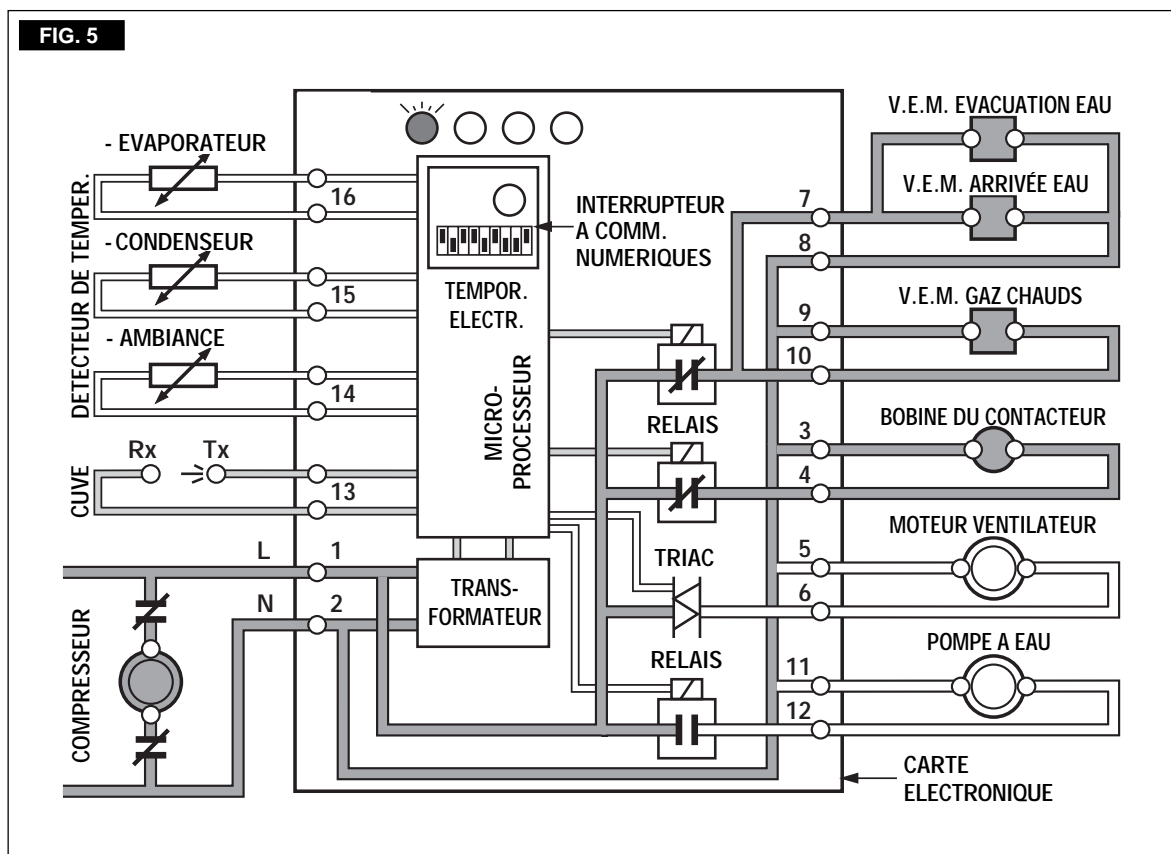 FIG. 5
V.E.M. EVACUATION EAU
- EVAPORATEUR
16
DETECTEUR DE TEMPER.
-CONDENSEUR
15
- AMBIANCE
14
CUVE
Rx
Tx
13
L
1
N
2
COMPRESSEUR
INTERRUPTEUR
A COMM.
NUMERIQUES
TEMPOR.
ELECTR.
MICRO-
PROCESSEUR
TRANS-
FORMATEUR
RELAIS
TRIAC
RELAIS
7
V.E.M. ARRIVÉE EAU
8
V.E.M. GAZ CHAUDS
9
10
BOBINE DU CONTACTEUR
3
4
MOTEUR VENTILATEUR
5
6
POMPE A EAU
11
12
CARTE
ELECTRONIQUE